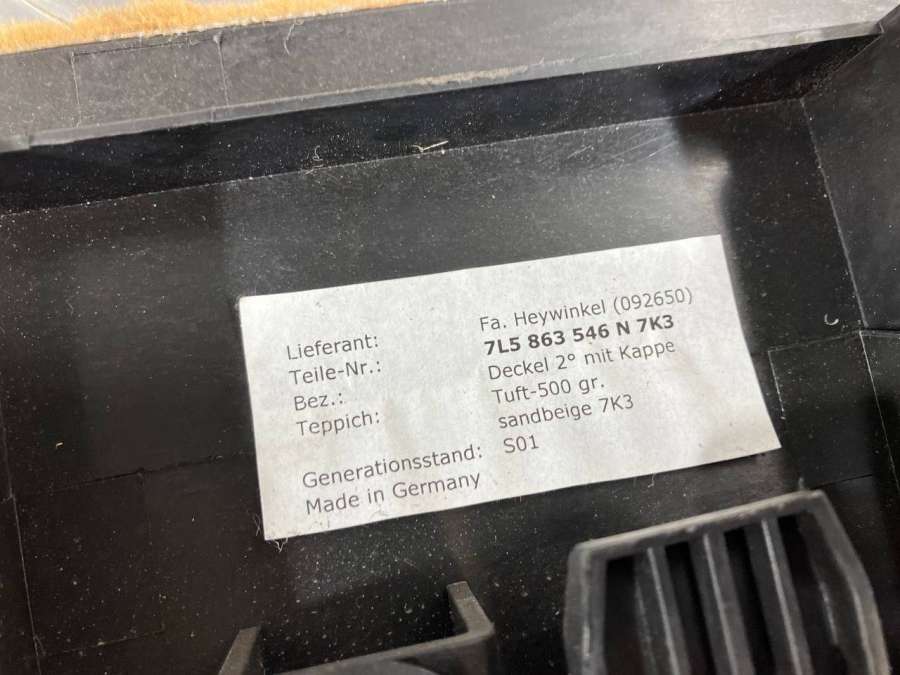 Lieferant: Fa. Heywinkel (092650)
Teile-Nr.: 7L5 863 546 N 7K3
Bez.: Deckel 2° mit Kappe
Teppich: Tuft-500 gr.
sandbeige 7K3
Generationsstand: S01
Made in Germany